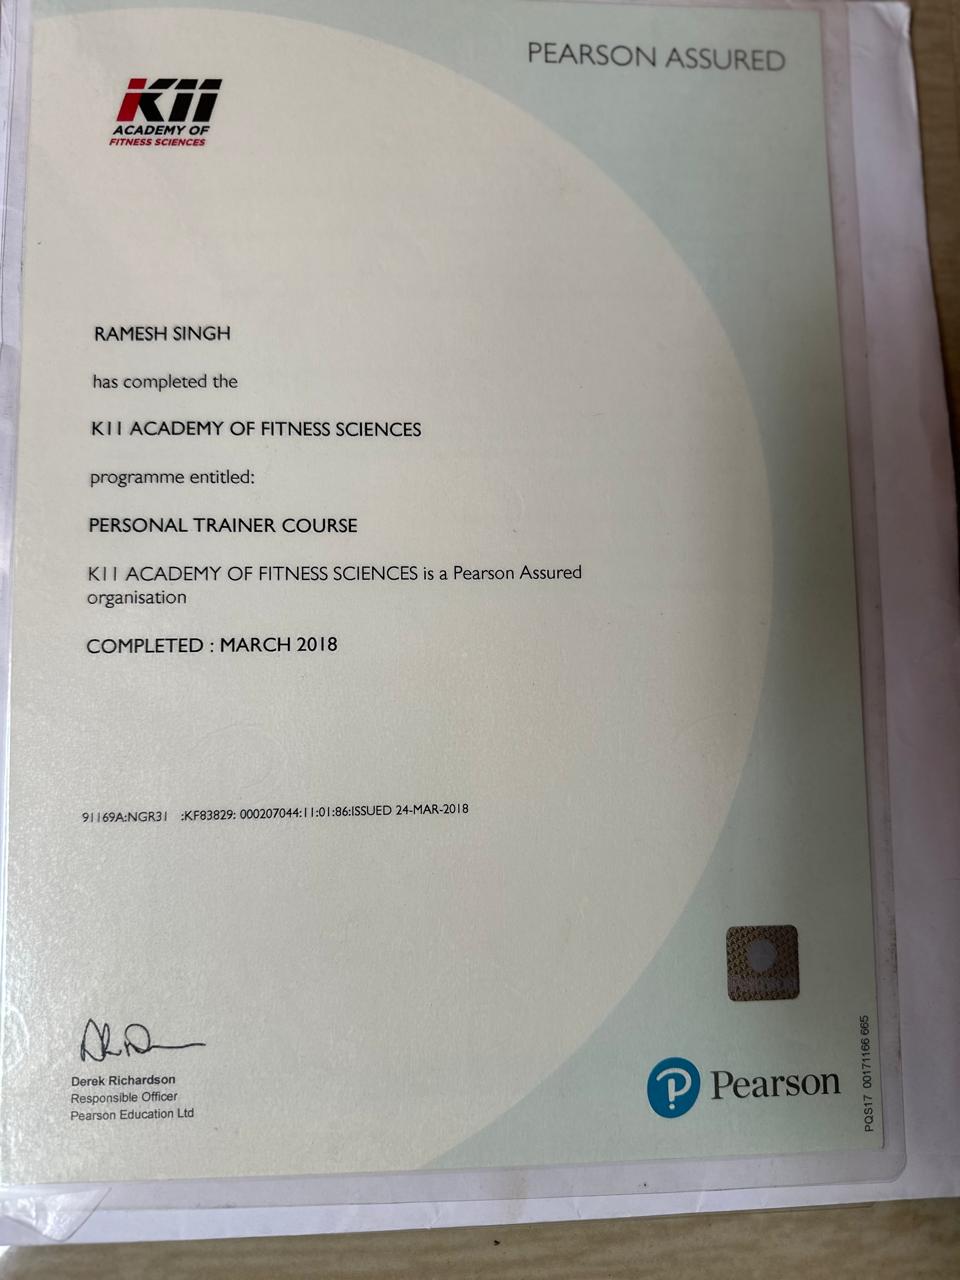 PEARSON ASSURED
K11
ACADEMY OF
FITNESS SCIENCES
RAMESH SINGH
has completed the
K11 ACADEMY OF FITNESS SCIENCES
programme entitled:
PERSONAL TRAINER COURSE
K11 ACADEMY OF FITNESS SCIENCES is a Pearson Assured
organisation
COMPLETED : MARCH 2018
91169A:NGR31 :KF83829: 000207044:11:01:86:ISSUED 24-MAR-2018
Derek Richardson
Responsible Officer
Pearson Education Ltd
Pearson
PQS17 00171166 665